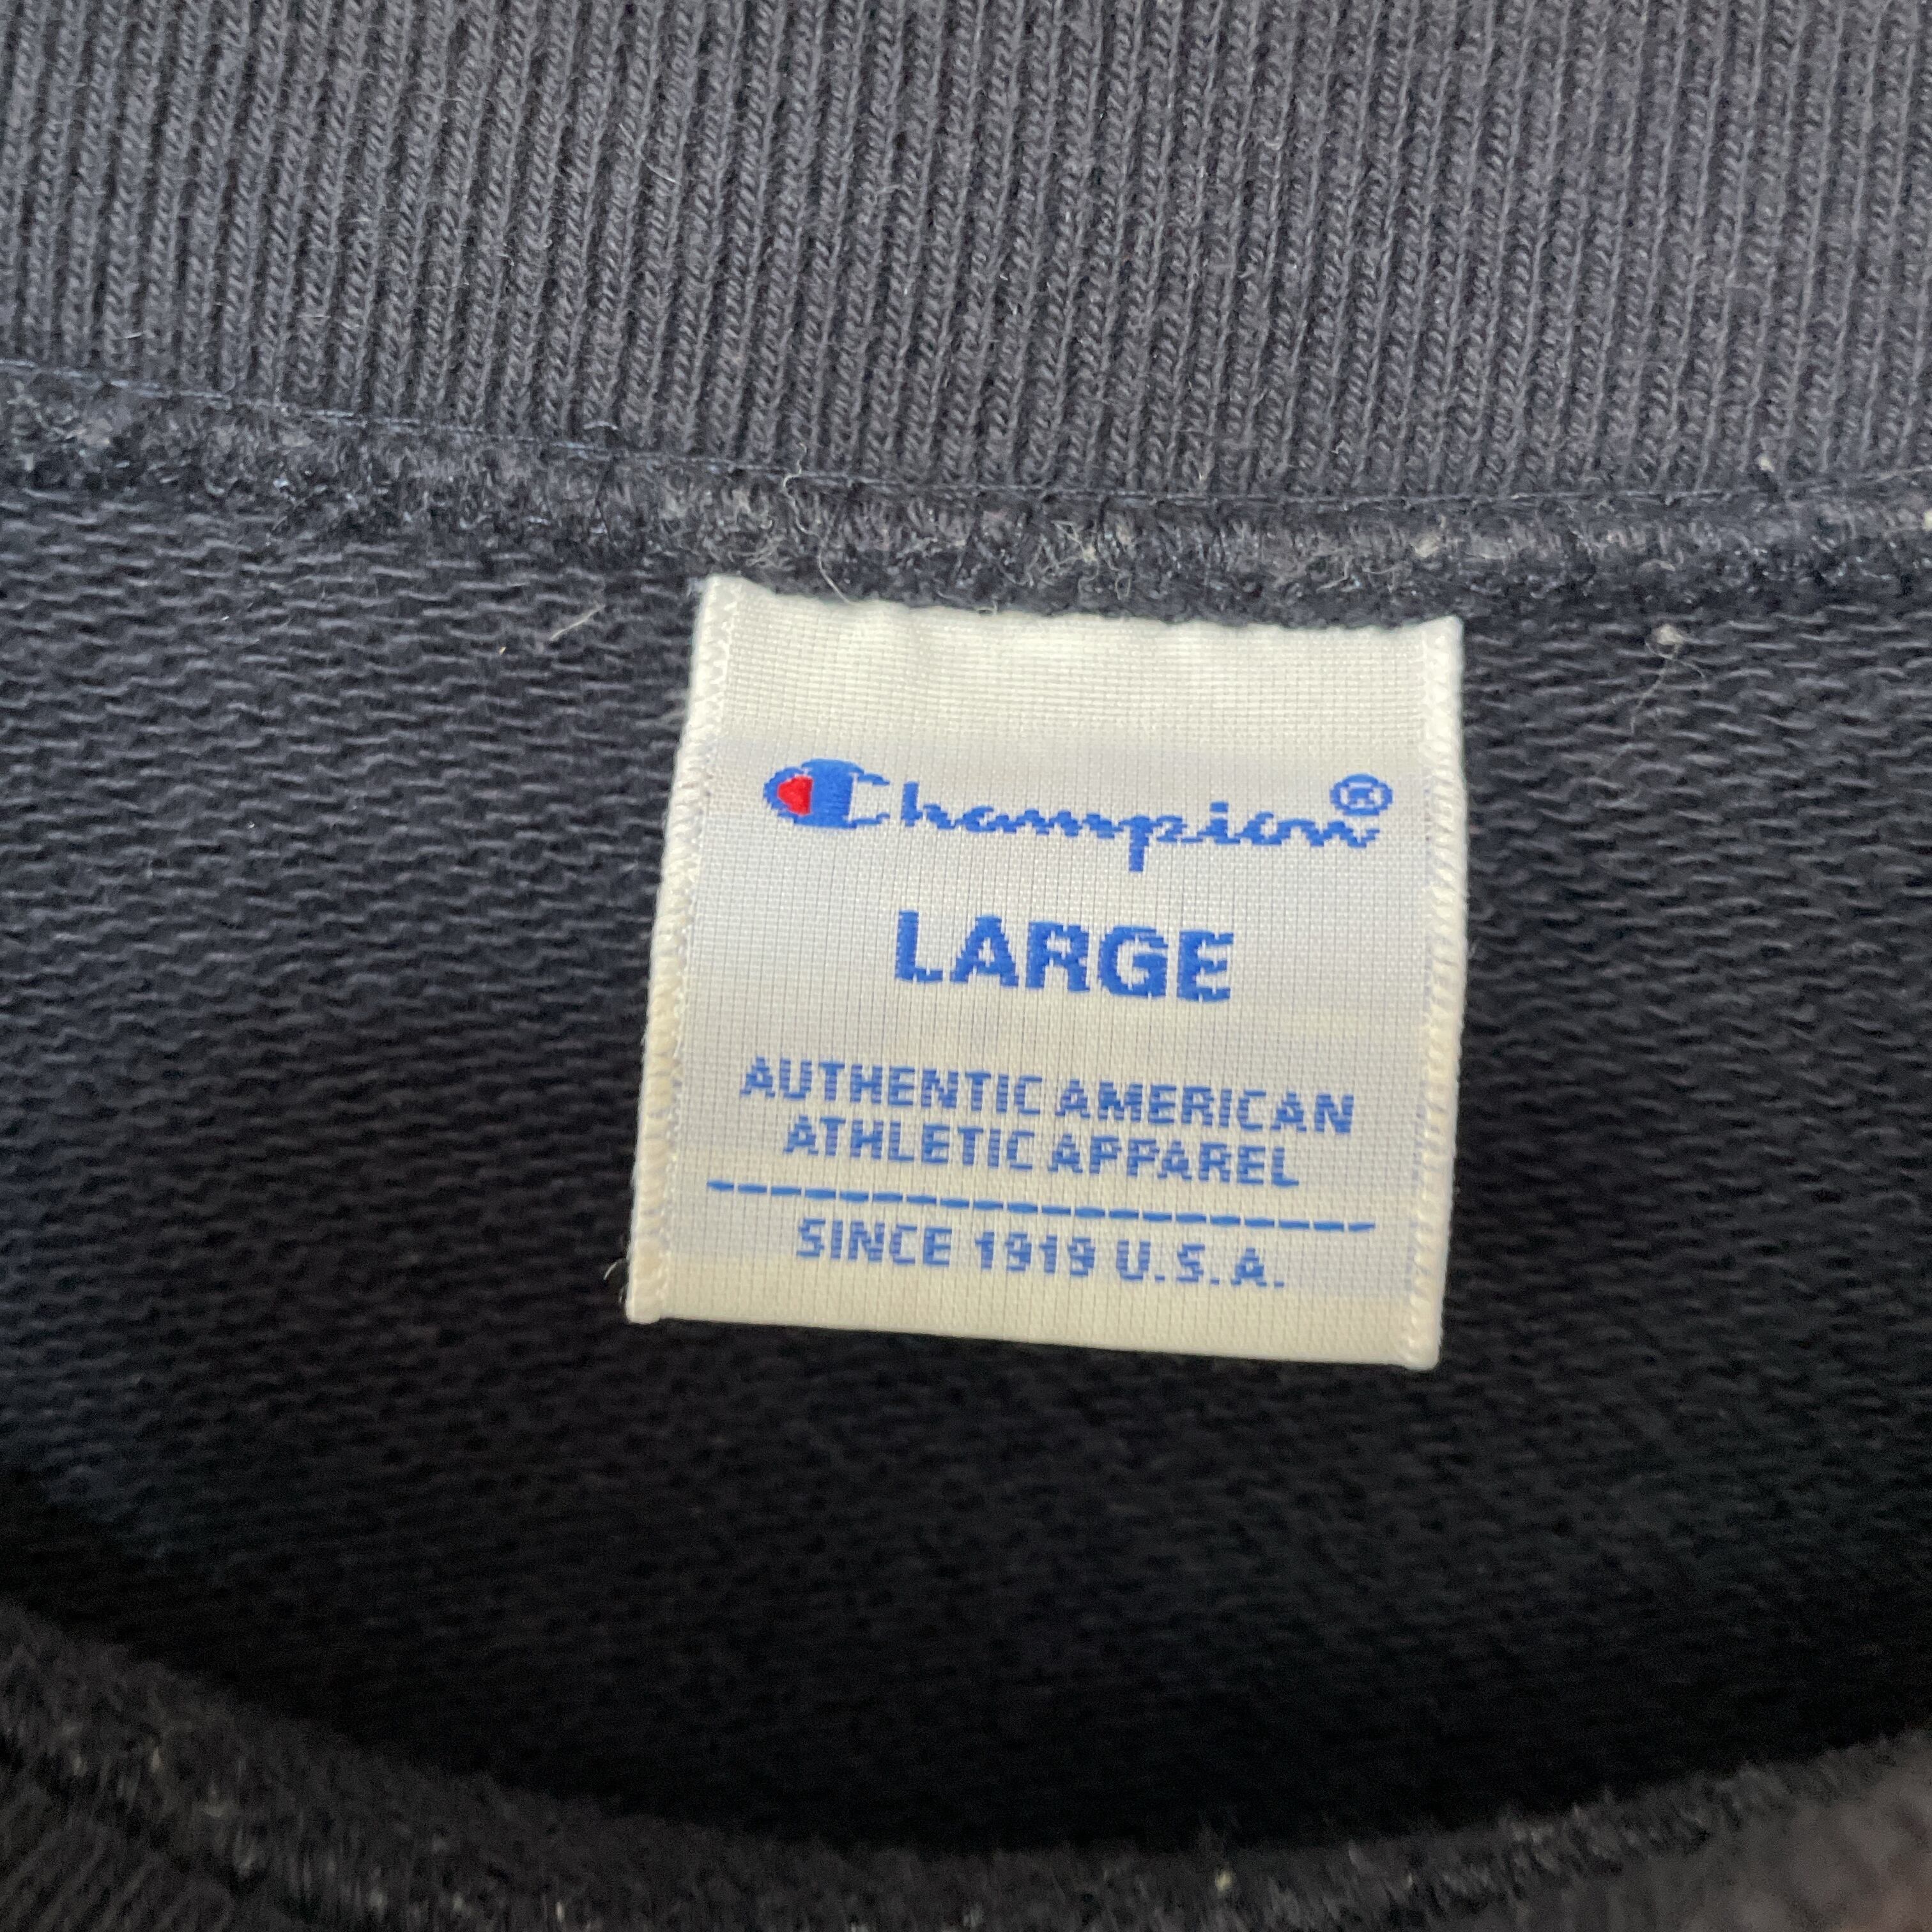 Champion®
LARGE
AUTHENTIC AMERICAN
ATHLETIC APPAREL
SINCE 1919 U.S.A.